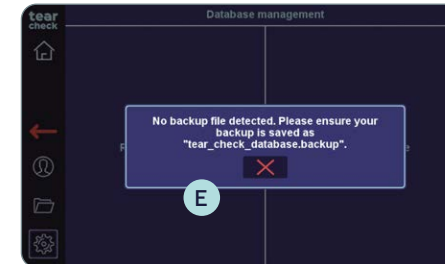 tear
check
Database management
No backup file detected. Please ensure your
backup is saved as
"tear_check_database.backup".
E